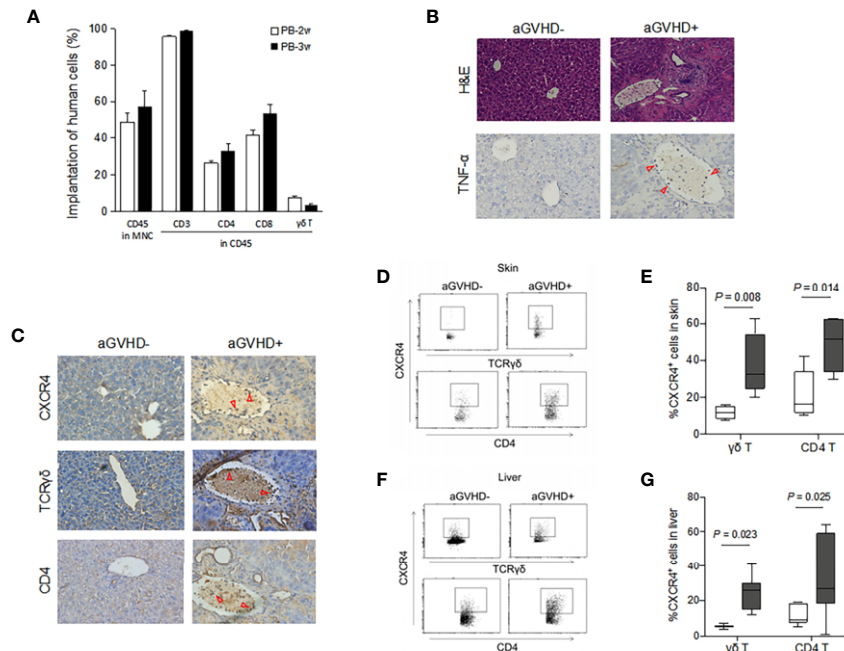 A
Implantation of human cells (%)
100
80
60
40
20
0
PB-2w
PB-3w
CD45 CD3 CD4 CD8 γδ T
in MNC
in CD45
B
aGVHD- aGVHD+
H&E
TNF-α
C
aGVHD- aGVHD+
CXCR4
TCRγδ
CD4
D
Skin
aGVHD- aGVHD+
CXCR4
TCRγδ
CD4
E
%CXCR4+ cells in skin
80
60
40
20
0
P = 0.008
P = 0.014
γδ T CD4 T
F
Liver
aGVHD- aGVHD+
CXCR4
TCRγδ
CD4
G
%CXCR4+ cells in liver
80
60
40
20
0
P = 0.023
P = 0.025
γδ T CD4 T